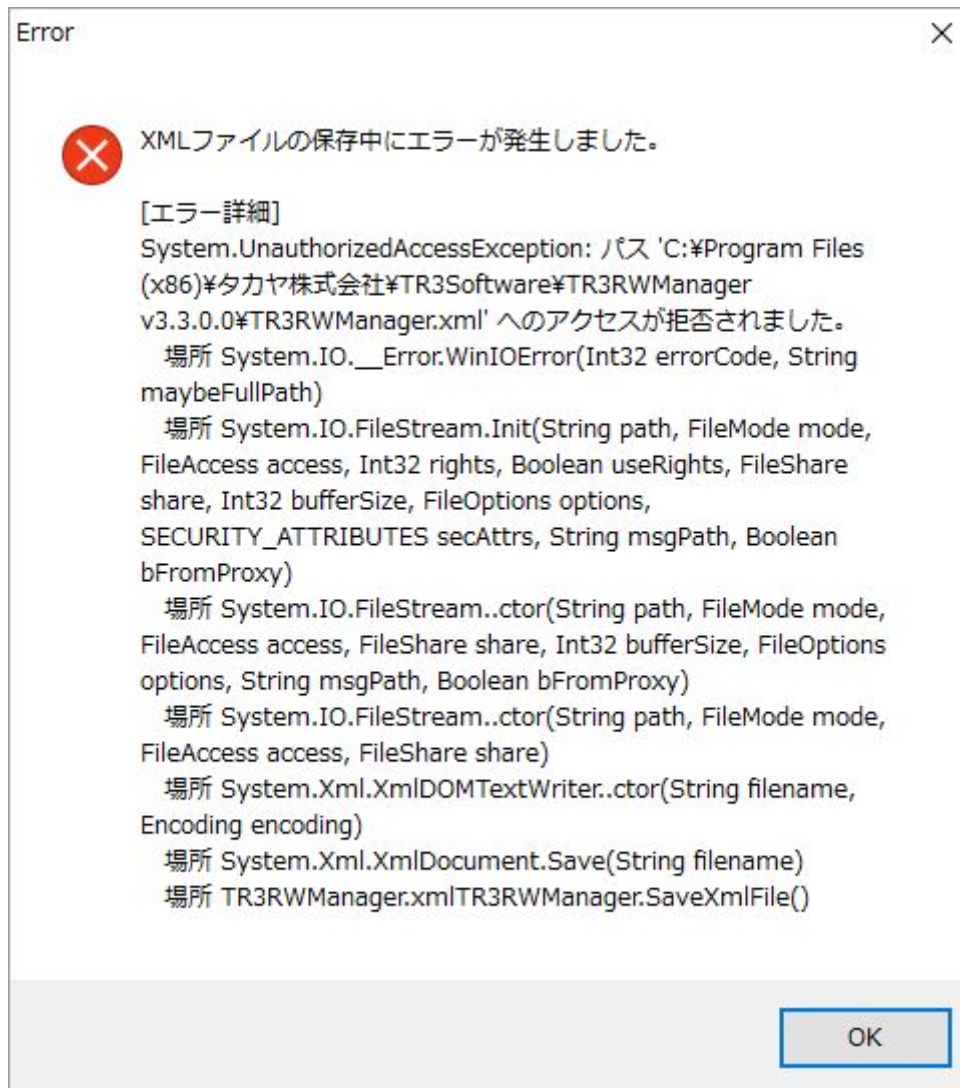 Error
XMLファイルの保存中にエラーが発生しました。
[エラー詳細]
System.UnauthorizedAccessException: パス 'C:¥Program Files
(x86)¥タカヤ株式会社¥TR3Software¥TR3RWManager
v3.3.0.0¥TR3RWManager.xml' へのアクセスが拒否されました。
場所 System.IO.__Error.WinIOError(Int32 errorCode, String
maybeFullPath)
場所 System.IO.FileStream.Init(String path, FileMode mode,
FileAccess access, Int32 rights, Boolean useRights, FileShare
share, Int32 bufferSize, FileOptions options,
SECURITY_ATTRIBUTES secAttrs, String msgPath, Boolean
bFromProxy)
場所 System.IO.FileStream..ctor(String path, FileMode mode,
FileAccess access, FileShare share, Int32 bufferSize, FileOptions
options, String msgPath, Boolean bFromProxy)
場所 System.IO.FileStream..ctor(String path, FileMode mode,
FileAccess access, FileShare share)
場所 System.Xml.XmlDOMTextWriter..ctor(String filename,
Encoding encoding)
場所 System.Xml.XmlDocument.Save(String filename)
場所 TR3RWManager.xmlTR3RWManager.SaveXmlFile()
OK